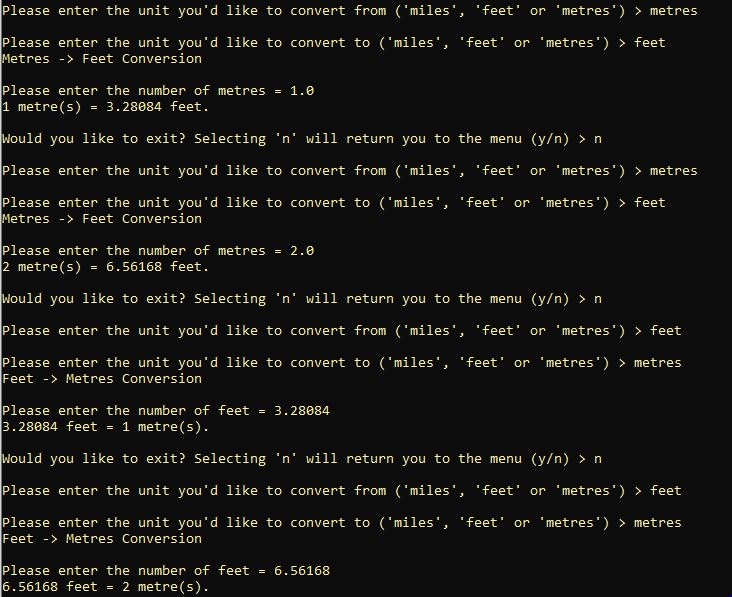 Please enter the unit you'd like to convert from ('miles', 'feet' or 'metres') > metres
Please enter the unit you'd like to convert to ('miles', 'feet' or 'metres') > feet
Metres -> Feet Conversion
Please enter the number of metres = 1.0
1 metre(s) = 3.28084 feet.
Would you like to exit? Selecting 'n' will return you to the menu (y/n) > n
Please enter the unit you'd like to convert from ('miles', 'feet' or 'metres') > metres
Please enter the unit you'd like to convert to ('miles', 'feet' or 'metres') > feet
Metres -> Feet Conversion
Please enter the number of metres = 2.0
2 metre(s) = 6.56168 feet.
Would you like to exit? Selecting 'n' will return you to the menu (y/n) > n
Please enter the unit you'd like to convert from ('miles', 'feet' or 'metres') > feet
Please enter the unit you'd like to convert to ('miles', 'feet' or 'metres') > metres
Feet -> Metres Conversion
Please enter the number of feet = 3.28084
3.28084 feet = 1 metre(s).
Would you like to exit? Selecting 'n' will return you to the menu (y/n) > n
Please enter the unit you'd like to convert from ('miles', 'feet' or 'metres') > feet
Please enter the unit you'd like to convert to ('miles', 'feet' or 'metres') > metres
Feet -> Metres Conversion
Please enter the number of feet = 6.56168
6.56168 feet = 2 metre(s).